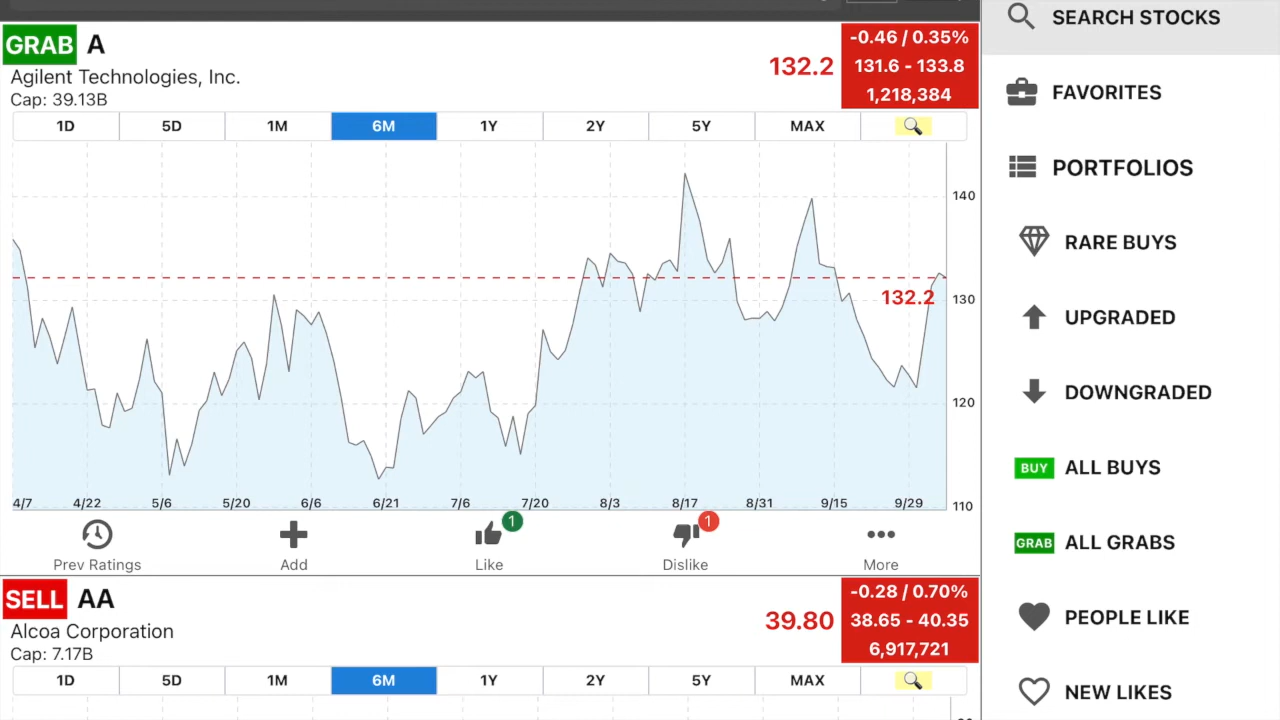 GRAB A
Agilent Technologies, Inc.
Cap: 39.13B
132.2
-0.46 / 0.35%
131.6 - 133.8
1,218,384
1D 5D 1M 6M 1Y 2Y 5Y MAX
140
130
120
110
132.2
4/7 4/22 5/6 5/20 6/6 6/21 7/6 7/20 8/3 8/17 8/31 9/15 9/29
1 1
Prev Ratings Add Like Dislike More
SELL AA
Alcoa Corporation
Cap: 7.17B
39.80
-0.28 / 0.70%
38.65 - 40.35
6,917,721
1D 5D 1M 6M 1Y 2Y 5Y MAX
SEARCH STOCKS
FAVORITES
PORTFOLIOS
RARE BUYS
UPGRADED
DOWNGRADED
BUY ALL BUYS
GRAB ALL GRABS
PEOPLE LIKE
NEW LIKES